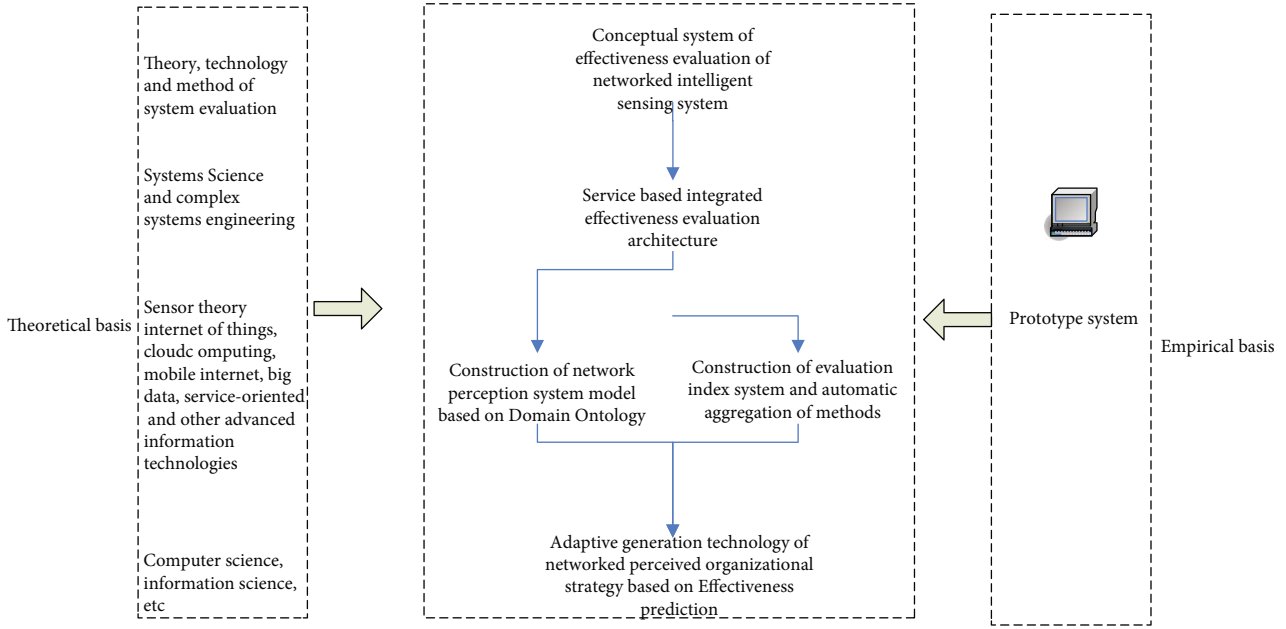 Theoretical basis
Theory, technology
and method of
system evaluation
Systems Science
and complex
systems engineering
Sensor theory
internet of things,
cloudc omputing,
mobile internet, big
data, service-oriented
and other advanced
information
technologies
Computer science,
information science,
etc
Conceptual system of
effectiveness evaluation of
networked intelligent
sensing system
Service based integrated
effectiveness evaluation
architecture
Construction of network
perception system model
based on Domain Ontology
Construction of evaluation
index system and automatic
aggregation of methods
Adaptive generation technology of
networked perceived organizational
strategy based on Effectiveness
prediction
Prototype system
Empirical basis